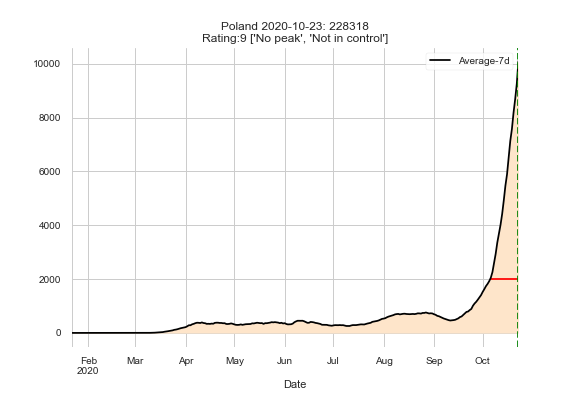 Poland 2020-10-23: 228318
Rating:9 ['No peak', 'Not in control']
Average-7d
10000
8000
6000
4000
2000
0
Feb Mar Apr May Jun Jul Aug Sep Oct
2020
Date